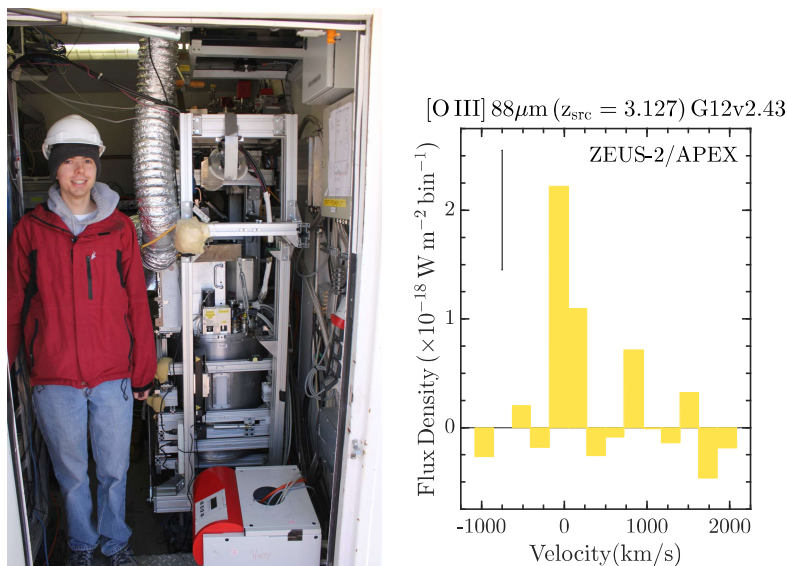 [O III] 88μm (z_src = 3.127) G12v2.43
ZEUS-2/APEX
Flux Density (×10⁻¹⁸ W m⁻² bin⁻¹)
2
1
0
-1000 0 1000 2000
Velocity(km/s)